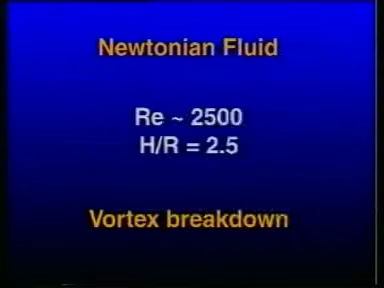 Newtonian Fluid
Re ~ 2500
H/R = 2.5
Vortex breakdown